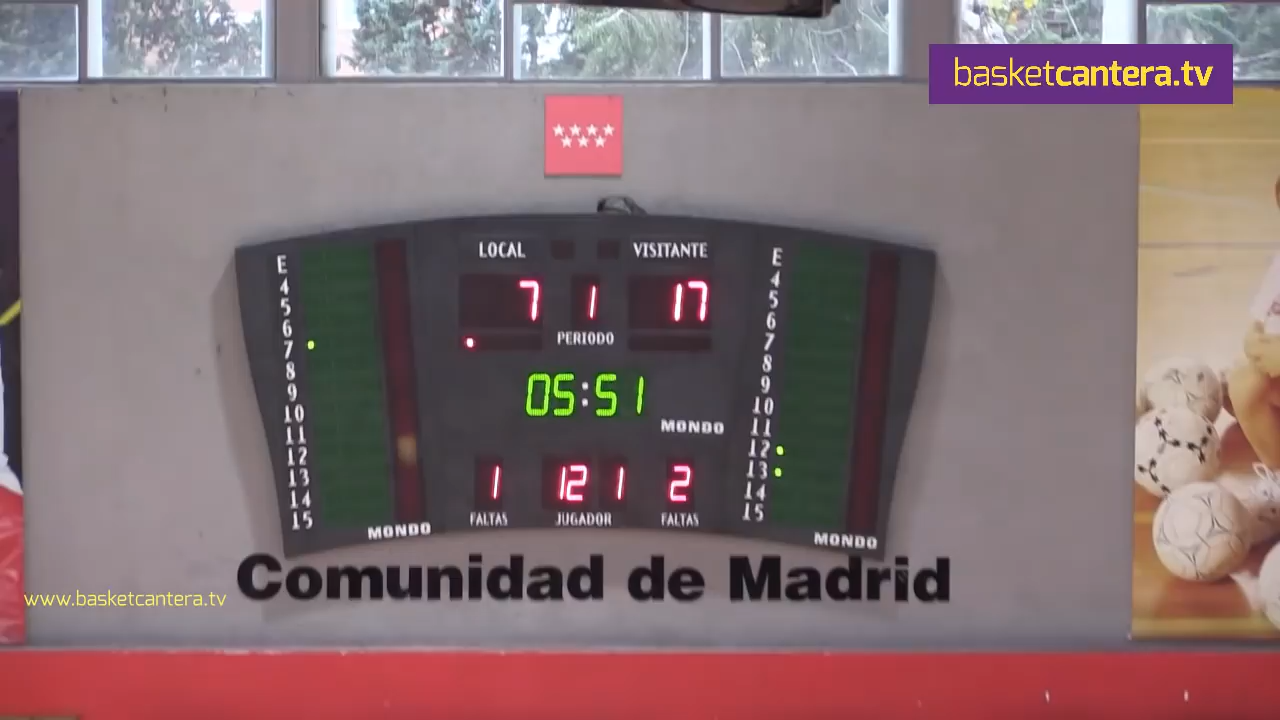 basketcantera.tv
LOCAL VISITANTE
7 1 17
PERIODO
05:51
MONDO
1 12 1 2
FALTAS JUGADOR FALTAS
E
4
5
6
7
8
9
10
11
12
13
14
15
MONDO
E
4
5
6
7
8
9
10
11
12
13
14
15
MONDO
Comunidad de Madrid
www.basketcantera.tv